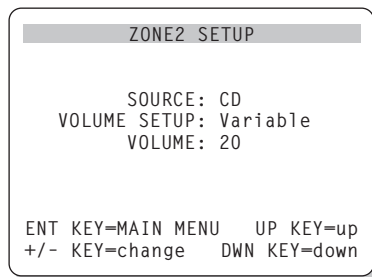 ZONE2 SETUP
SOURCE: CD
VOLUME SETUP: Variable
VOLUME: 20
ENT KEY=MAIN MENU UP KEY=up
+/- KEY=change DWN KEY=down